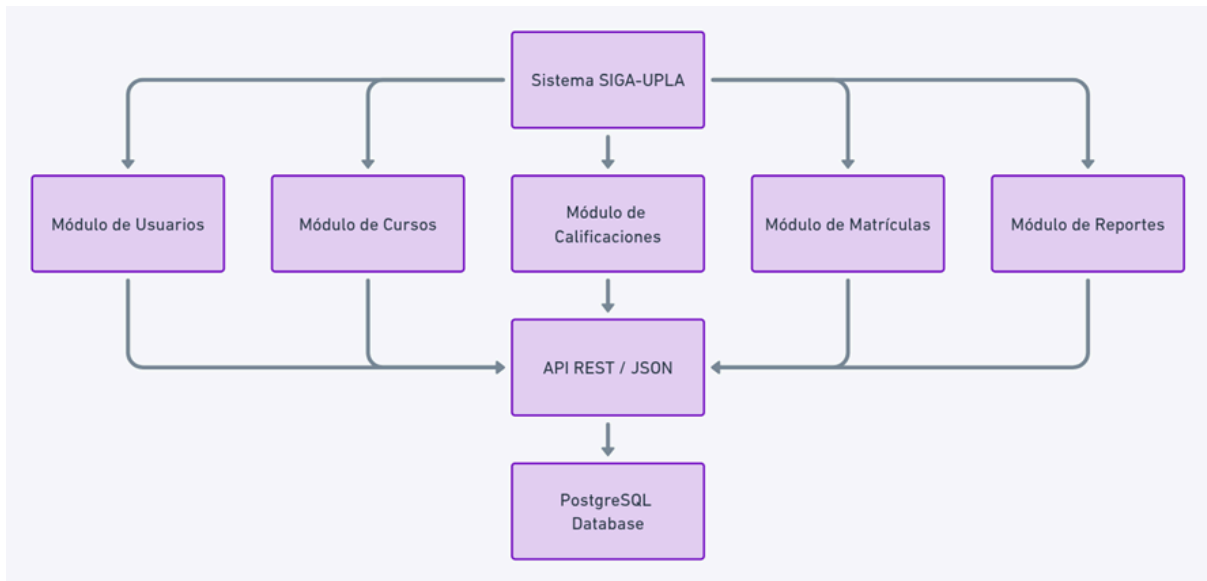 Sistema SIGA-UPLA
Módulo de Usuarios
Módulo de Cursos
Módulo de
Calificaciones
Módulo de Matrículas
Módulo de Reportes
API REST / JSON
PostgreSQL
Database